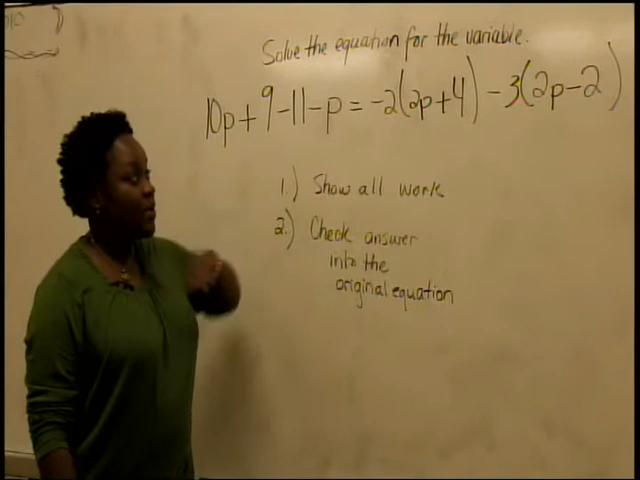 Solve the equation for the variable.
10p + 9 - 11 - p = -2(2p + 4) - 3(2p - 2)
1.) Show all work
2.) Check answer
into the
original equation